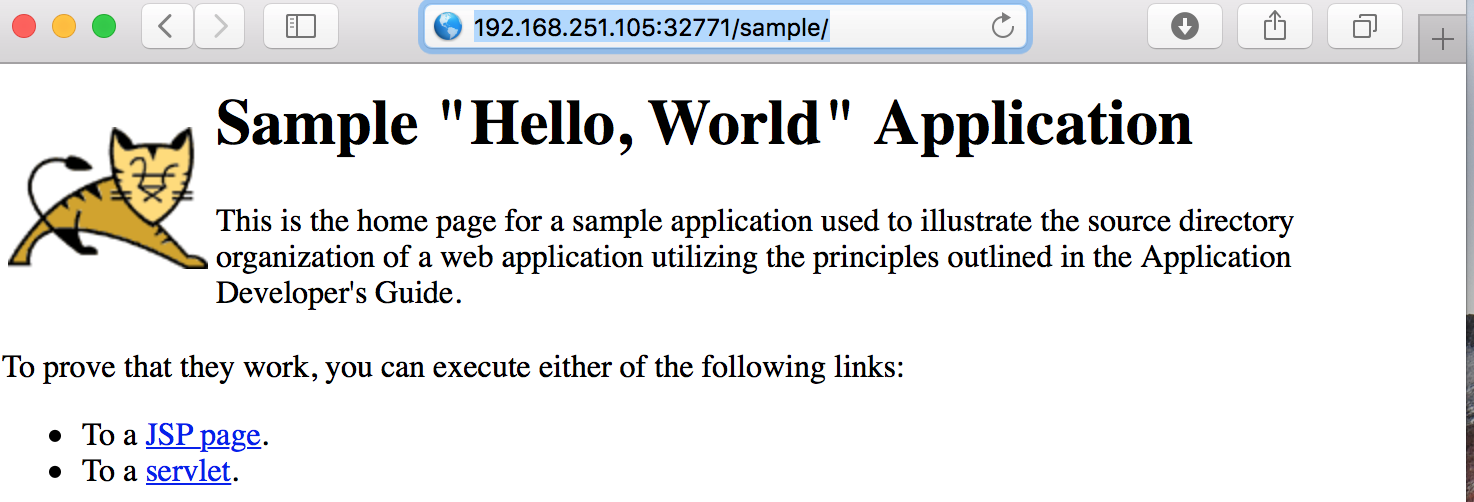 192.168.251.105:32771/sample/
Sample "Hello, World" Application
This is the home page for a sample application used to illustrate the source directory
organization of a web application utilizing the principles outlined in the Application
Developer's Guide.
To prove that they work, you can execute either of the following links:
To a JSP page.
To a servlet.